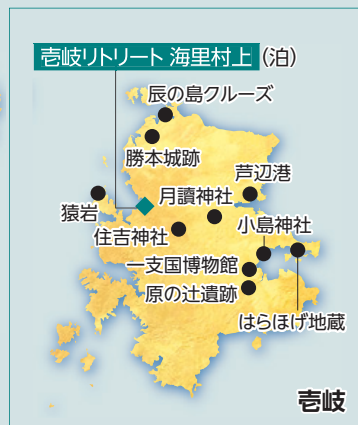 壱岐リトリート 海里村上(泊)
辰の島クルーズ
勝本城跡
芦辺港
月讀神社
猿岩
小島神社
住吉神社
一支国博物館
原の辻遺跡
はらほげ地蔵
壱岐